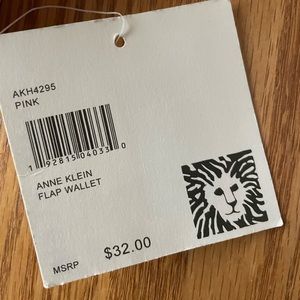 AKH4295
PINK
1 92815 04033 0
ANNE KLEIN
FLAP WALLET
MSRP $32.00